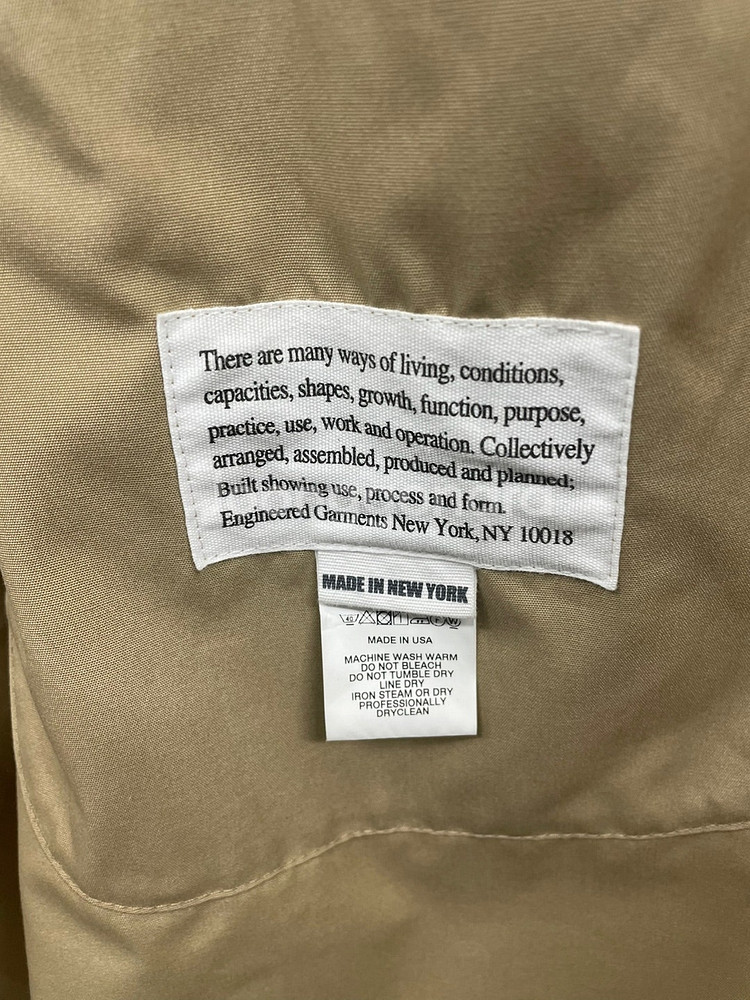 There are many ways of living, conditions,
capacities, shapes, growth, function, purpose,
practice, use, work and operation. Collectively
arranged, assembled, produced and planned;
Built showing use, process and form.
Engineered Garments New York, NY 10018
MADE IN NEW YORK
MADE IN USA
MACHINE WASH WARM
DO NOT BLEACH
DO NOT TUMBLE DRY
LINE DRY
IRON STEAM OR DRY
PROFESSIONALLY
DRYCLEAN